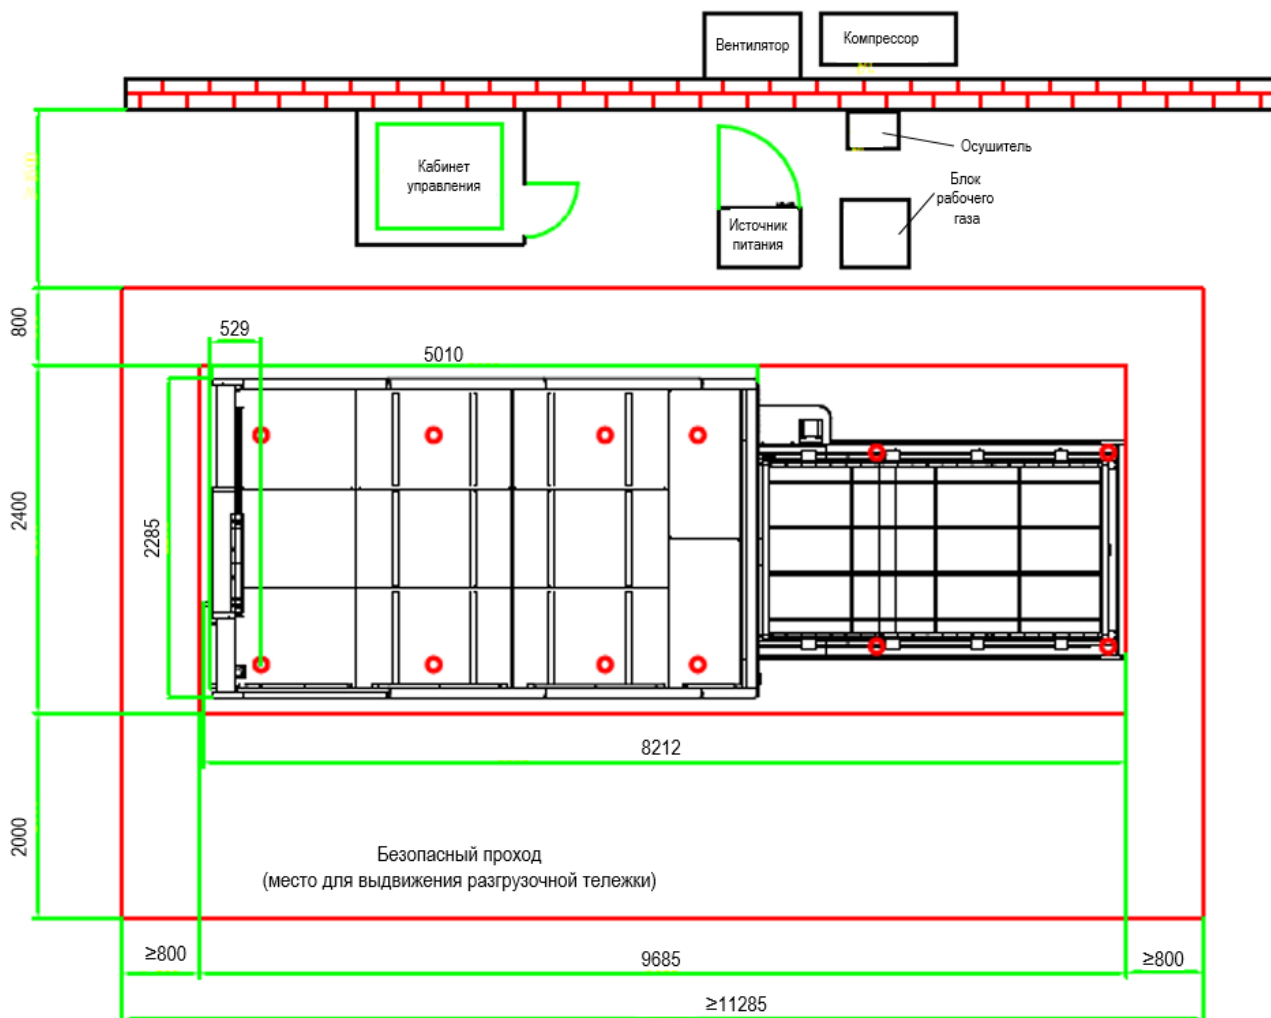 Вентилятор
Компрессор
Осушитель
Кабинет
управления
Блок
рабочего
газа
Источник
питания
800
529
5010
2400
2285
8212
2000
Безопасный проход
(место для выдвижения разгрузочной тележки)
≥800
9685
≥800
≥11285